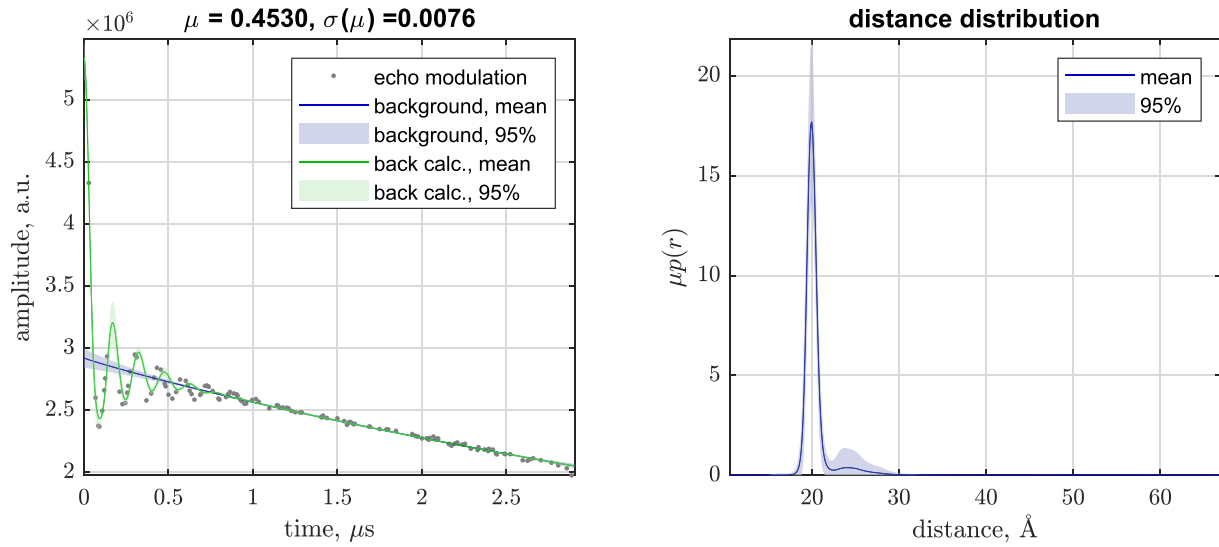 μ = 0.4530, σ(μ) =0.0076
×10⁶
5
4.5
4
3.5
3
2.5
2
0
0.5
1
1.5
2
2.5
amplitude, a.u.
time, μs
echo modulation
background, mean
background, 95%
back calc., mean
back calc., 95%
distance distribution
20
15
10
5
0
20
30
40
50
60
μp(r)
distance, Å
mean
95%